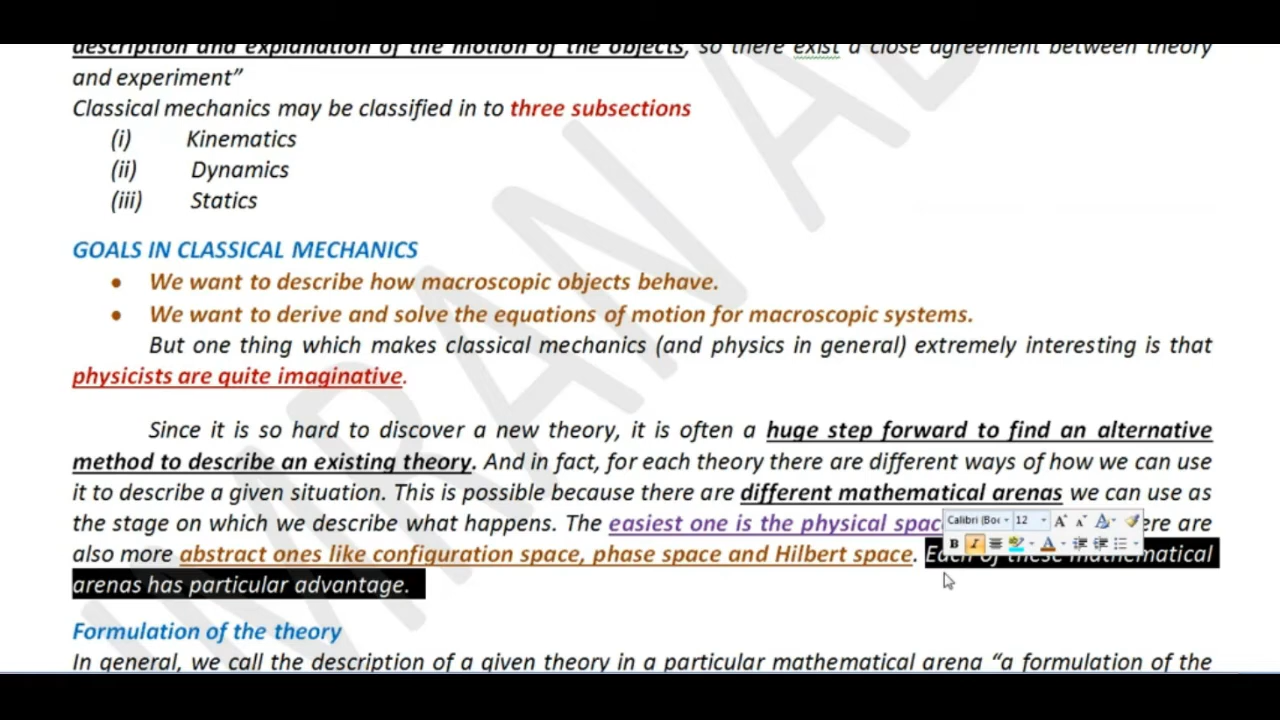 description and explanation of the motion of the objects, so there exist a close agreement between theory
and experiment”
Classical mechanics may be classified in to three subsections
(i) Kinematics
(ii) Dynamics
(iii) Statics
GOALS IN CLASSICAL MECHANICS
• We want to describe how macroscopic objects behave.
• We want to derive and solve the equations of motion for macroscopic systems.
But one thing which makes classical mechanics (and physics in general) extremely interesting is that
physicists are quite imaginative.
Since it is so hard to discover a new theory, it is often a huge step forward to find an alternative
method to describe an existing theory. And in fact, for each theory there are different ways of how we can use
it to describe a given situation. This is possible because there are different mathematical arenas we can use as
the stage on which we describe what happens. The easiest one is the physical spac Calibri (Bo 12 ere are
also more abstract ones like configuration space, phase space and Hilbert space. Each of these mathematical
arenas has particular advantage.
Formulation of the theory
In general, we call the description of a given theory in a particular mathematical arena “a formulation of the
IMRAN